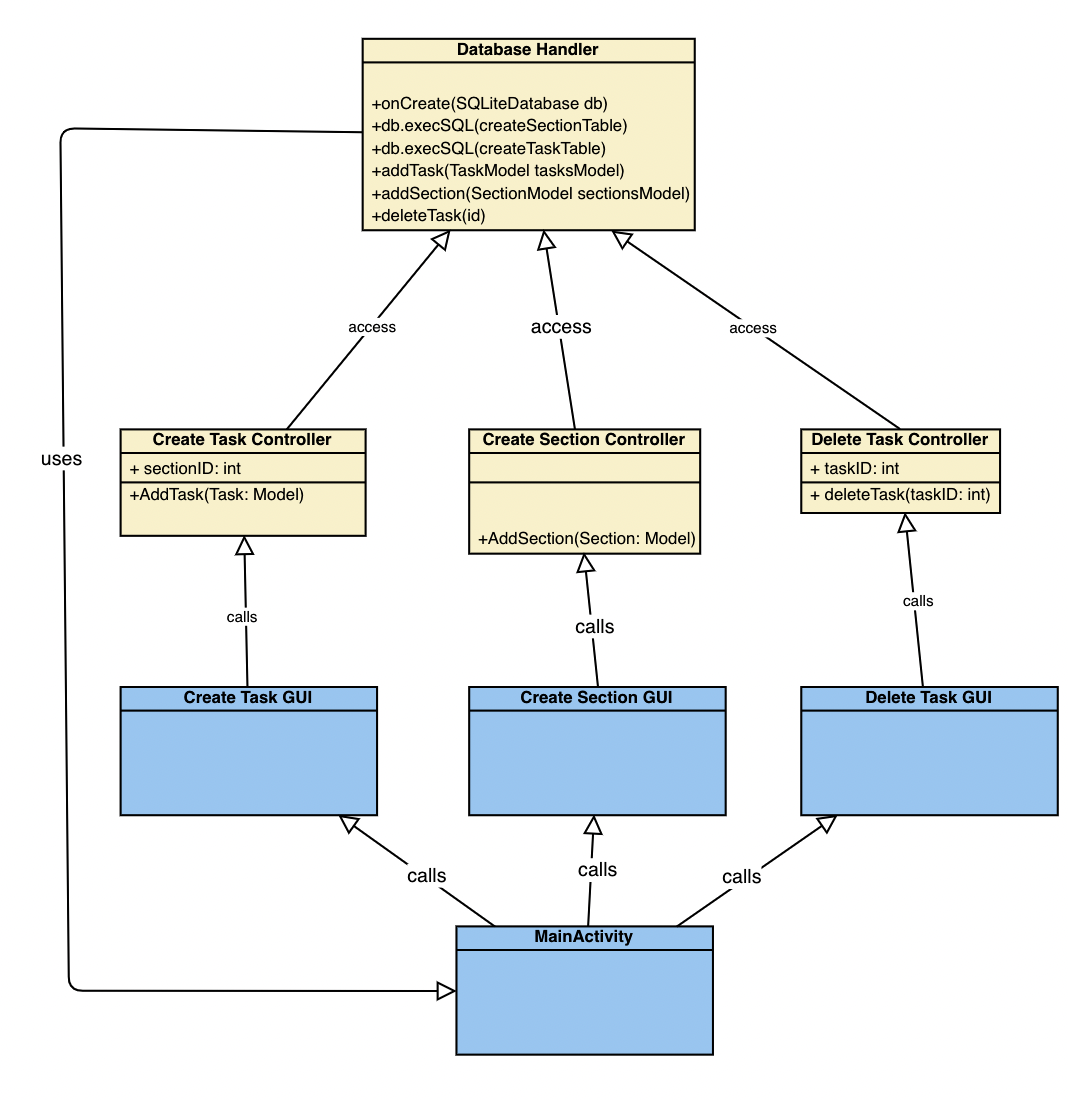 Database Handler
+onCreate(SQLiteDatabase db)
+db.execSQL(createSectionTable)
+db.execSQL(createTaskTable)
+addTask(TaskModel tasksModel)
+addSection(SectionModel sectionsModel)
+deleteTask(id)
access
access
access
uses
Create Task Controller
+ sectionID: int
+AddTask(Task: Model)
Create Section Controller
+AddSection(Section: Model)
Delete Task Controller
+ taskID: int
+ deleteTask(taskID: int)
calls
calls
calls
Create Task GUI
Create Section GUI
Delete Task GUI
calls
calls
calls
MainActivity